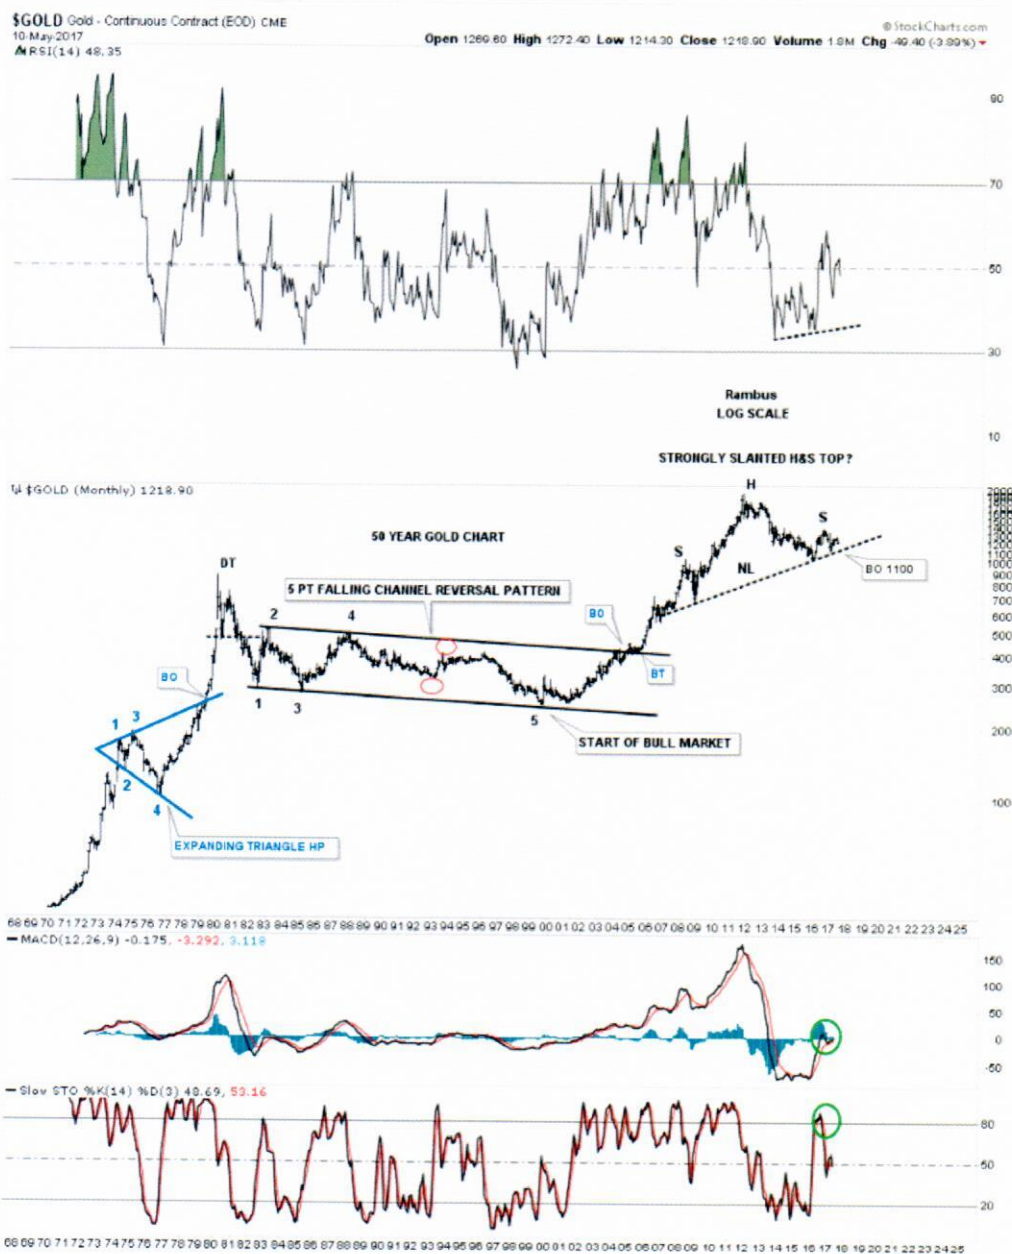 $GOLD Gold - Continuous Contract (EOD) CME
© StockCharts.com
10-May-2017
Open 1269.60 High 1272.40 Low 1214.30 Close 1218.90 Volume 1.8M Chg -49.40 (-3.89%)
RSI(14) 48.35
90
70
50
30
10
Rambus
LOG SCALE
STRONGLY SLANTED H&S TOP?
$GOLD (Monthly) 1218.90
H
S
S
50 YEAR GOLD CHART
DT
5 PT FALLING CHANNEL REVERSAL PATTERN
NL
BO 1100
2
4
BO
BO
BT
1
3
5
START OF BULL MARKET
1
3
2
4
EXPANDING TRIANGLE HP
2000
1500
1400
1300
1200
1100
1000
900
800
700
600
500
400
300
200
100
68 69 70 71 72 73 74 75 76 77 78 79 80 81 82 83 84 85 86 87 88 89 90 91 92 93 94 95 96 97 98 99 00 01 02 03 04 05 06 07 08 09 10 11 12 13 14 15 16 17 18 19 20 21 22 23 24 25
MACD(12,26,9) -0.175, -3.292, 3.118
150
100
50
0
-50
Slow STO %K(14) %D(3) 48.69, 53.16
80
50
20
68 69 70 71 72 73 74 75 76 77 78 79 80 81 82 83 84 85 86 87 88 89 90 91 92 93 94 95 96 97 98 99 00 01 02 03 04 05 06 07 08 09 10 11 12 13 14 15 16 17 18 19 20 21 22 23 24 25